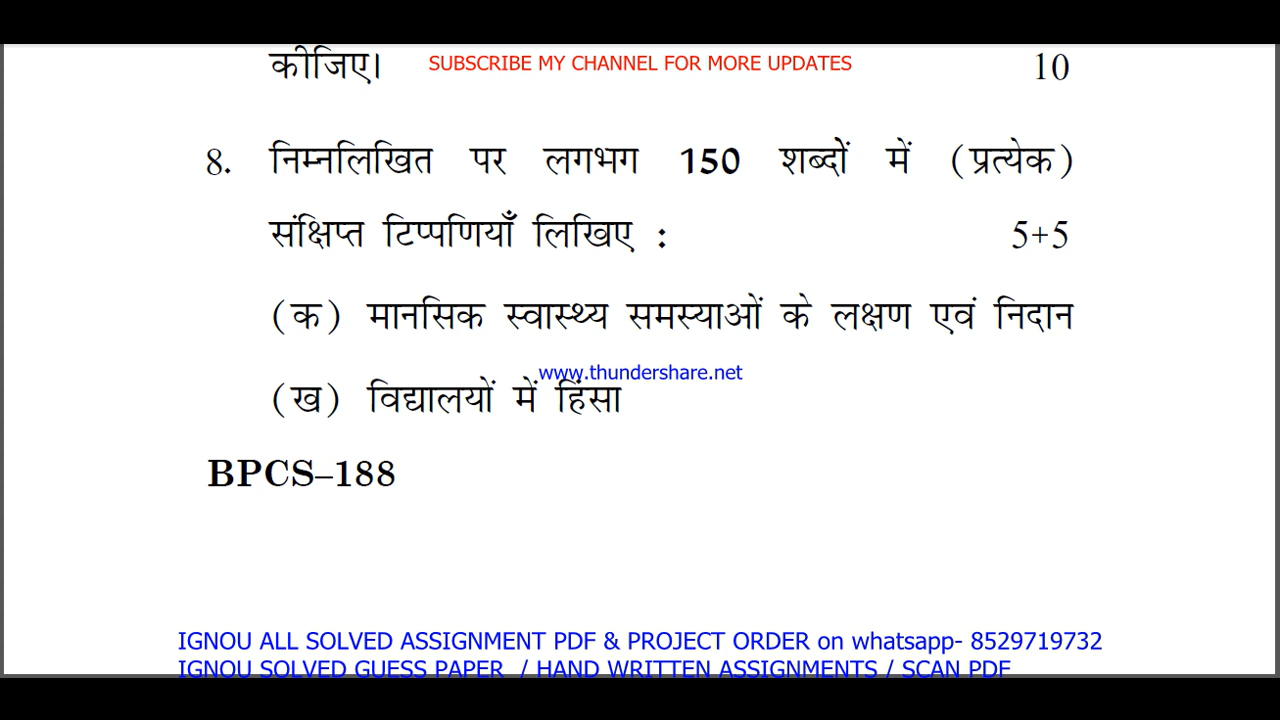 कीजिए। SUBSCRIBE MY CHANNEL FOR MORE UPDATES 10
8. निम्नलिखित पर लगभग 150 शब्दों में (प्रत्येक)
संक्षिप्त टिप्पणियाँ लिखिए : 5+5
(क) मानसिक स्वास्थ्य समस्याओं के लक्षण एवं निदान
www.thundershare.net
(ख) विद्यालयों में हिंसा
BPCS–188
IGNOU ALL SOLVED ASSIGNMENT PDF & PROJECT ORDER on whatsapp- 8529719732
IGNOU SOLVED GUESS PAPER / HAND WRITTEN ASSIGNMENTS / SCAN PDF